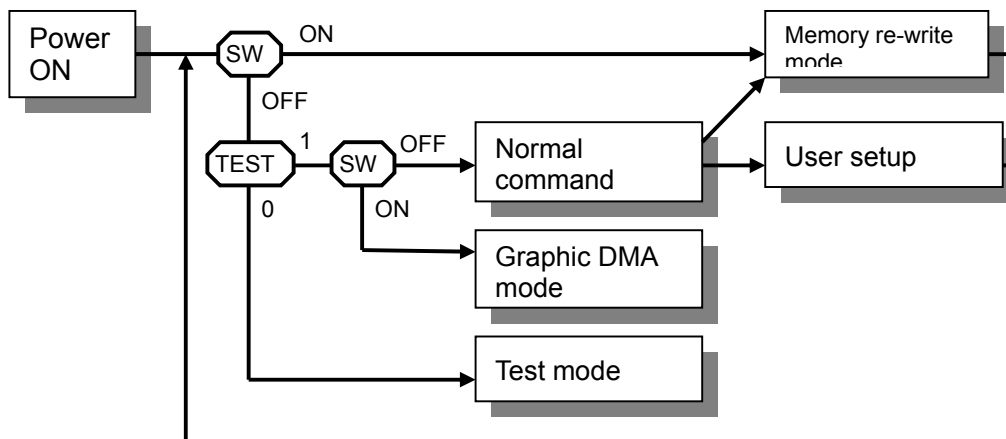 Power
ON
SW
ON
Memory re-write
mode
OFF
TEST
1
SW
OFF
Normal
command
User setup
0
ON
Graphic DMA
mode
Test mode